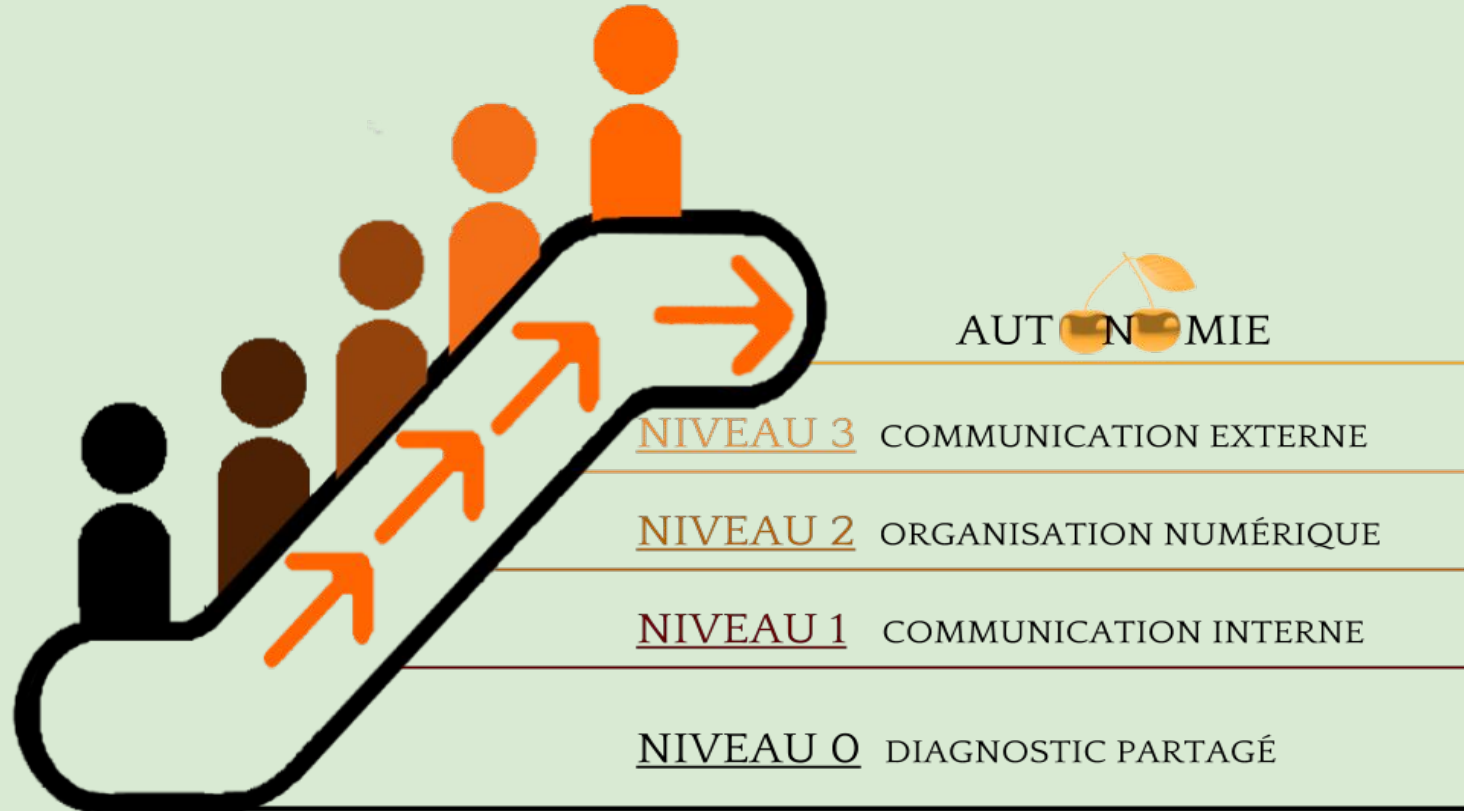 AUTONOMIE
NIVEAU 3 COMMUNICATION EXTERNE
NIVEAU 2 ORGANISATION NUMÉRIQUE
NIVEAU 1 COMMUNICATION INTERNE
NIVEAU 0 DIAGNOSTIC PARTAGÉ